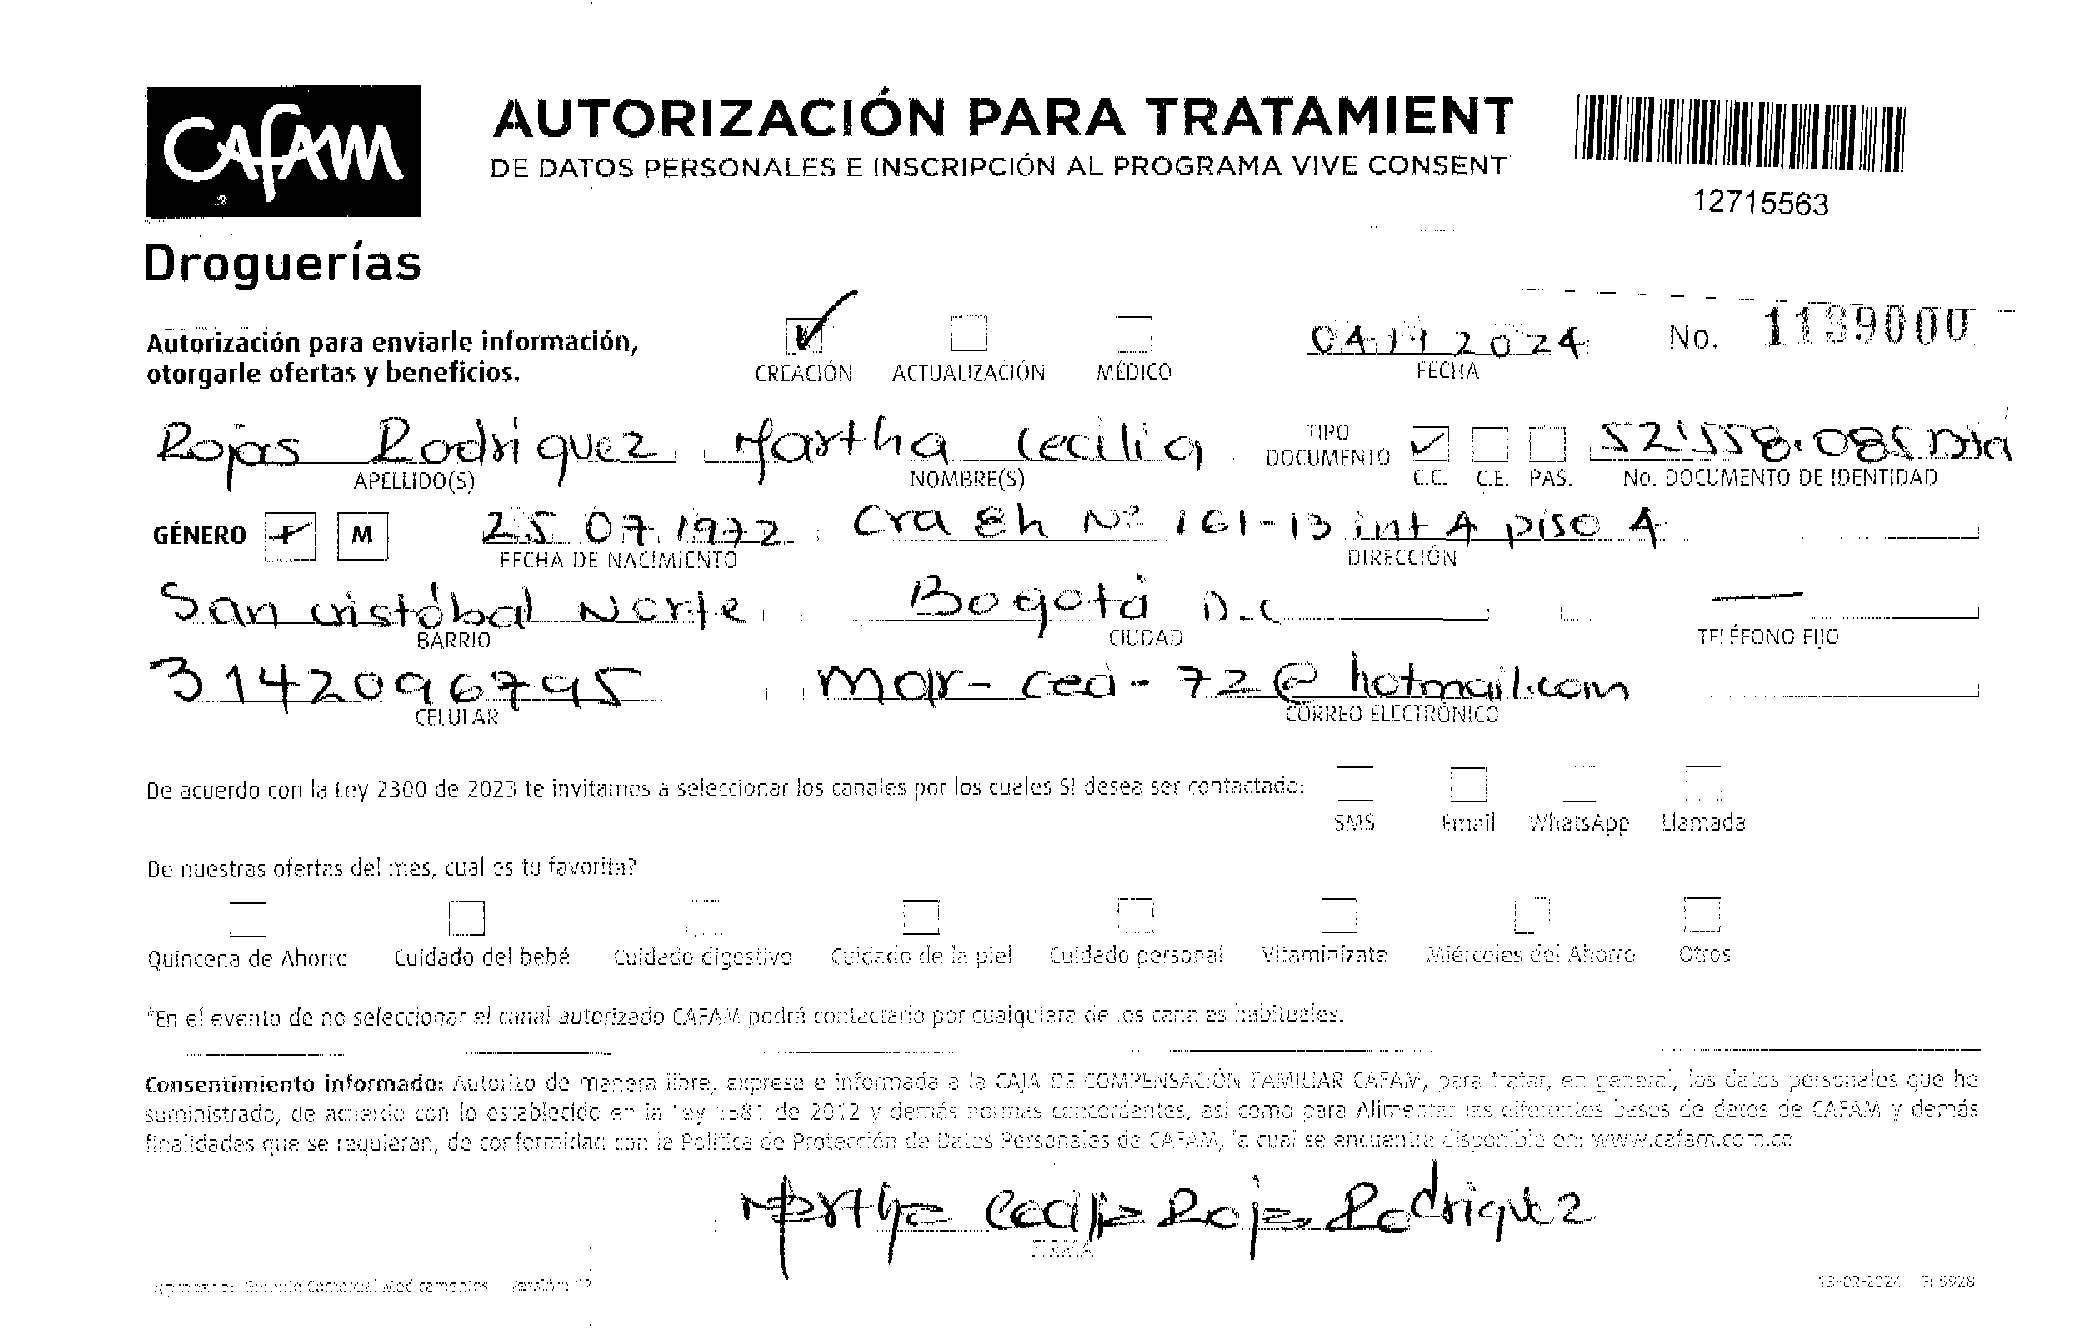 CAFAM
Droguerías
AUTORIZACIÓN PARA TRATAMIENT
DE DATOS PERSONALES E INSCRIPCIÓN AL PROGRAMA VIVE CONSENT
12715563
Autorización para enviarle información,
otorgarle ofertas y beneficios.
CREACIÓN ACTUALIZACIÓN MÉDICO
04 11 2024
FECHA
No. 1139000
Rojas Rodriguez Martha Cecilia
APELLIDO(S) NOMBRE(S)
TIPO DOCUMENTO
C.C. C.E. PAS.
52'558.085 Bta
No. DOCUMENTO DE IDENTIDAD
GÉNERO F M
25 07 1972 Cra 8h Nº 161-13 int 4 piso 4
FECHA DE NACIMIENTO DIRECCIÓN
San cristóbal Norte Bogotá D.C
BARRIO CIUDAD TELÉFONO FIJO
3142096795 mar-ceci-72@hotmail.com
CELULAR CORREO ELECTRÓNICO
De acuerdo con la Ley 2300 de 2023 te invitamos a seleccionar los canales por los cuales SI desea ser contactado:
SMS Email WhatsApp Llamada
De nuestras ofertas del mes, cual es tu favorita?
Quincena de Ahorro Cuidado del bebé Cuidado digestivo Cuidado de la piel Cuidado personal Vitaminízate Miércoles del Ahorro Otros
*En el evento de no seleccionar el canal autorizado CAFAM podrá contactarlo por cualquiera de los canales habituales.
Consentimiento informado: Autorizo de manera libre, expresa e informada a la CAJA DE COMPENSACIÓN FAMILIAR CAFAM, para tratar, en general, los datos personales que he
suministrado, de acuerdo con lo establecido en la Ley 1581 de 2012 y demás normas concordantes, así como para Alimentar las diferentes bases de datos de CAFAM y demás
finalidades que se requieran, de conformidad con la Política de Protección de Datos Personales de CAFAM, la cual se encuentra disponible en: www.cafam.com.co
Martha Cecilia Rojas Rodriguez
FIRMA
13-02-2024